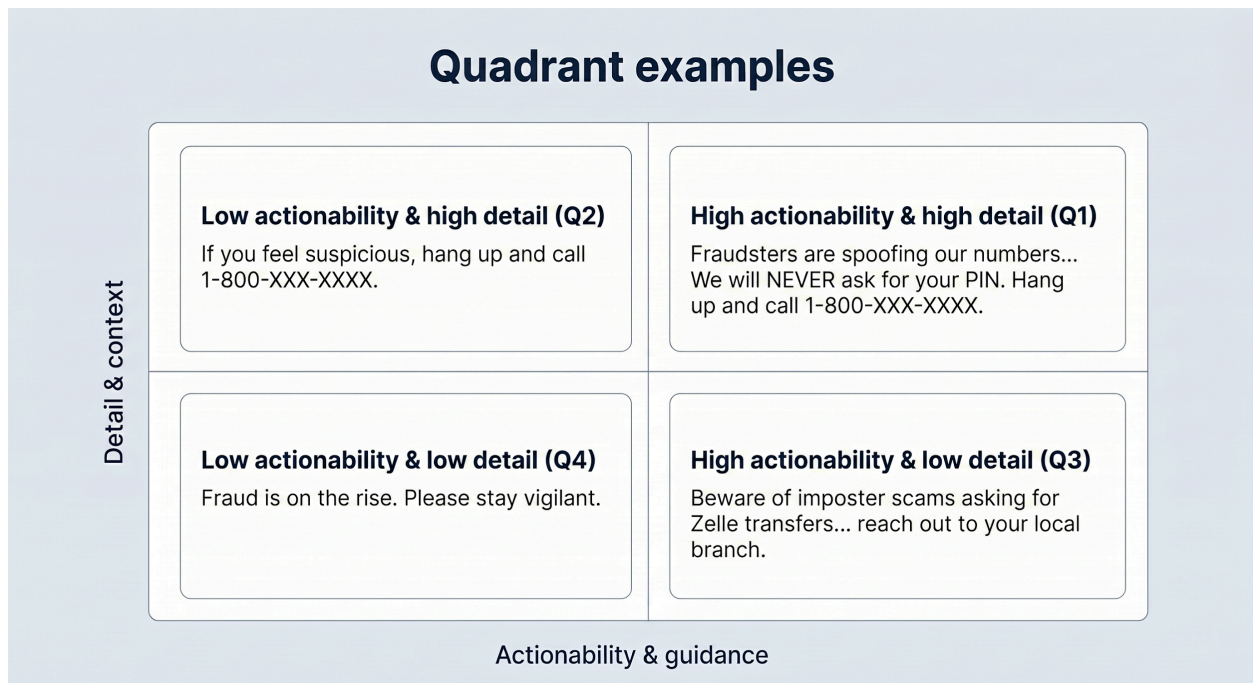 Quadrant examples
Low actionability & high detail (Q2)
If you feel suspicious, hang up and call
1-800-XXX-XXXX.
High actionability & high detail (Q1)
Fraudsters are spoofing our numbers...
We will NEVER ask for your PIN. Hang
up and call 1-800-XXX-XXXX.
Detail & context
Low actionability & low detail (Q4)
Fraud is on the rise. Please stay vigilant.
High actionability & low detail (Q3)
Beware of imposter scams asking for
Zelle transfers... reach out to your local
branch.
Actionability & guidance